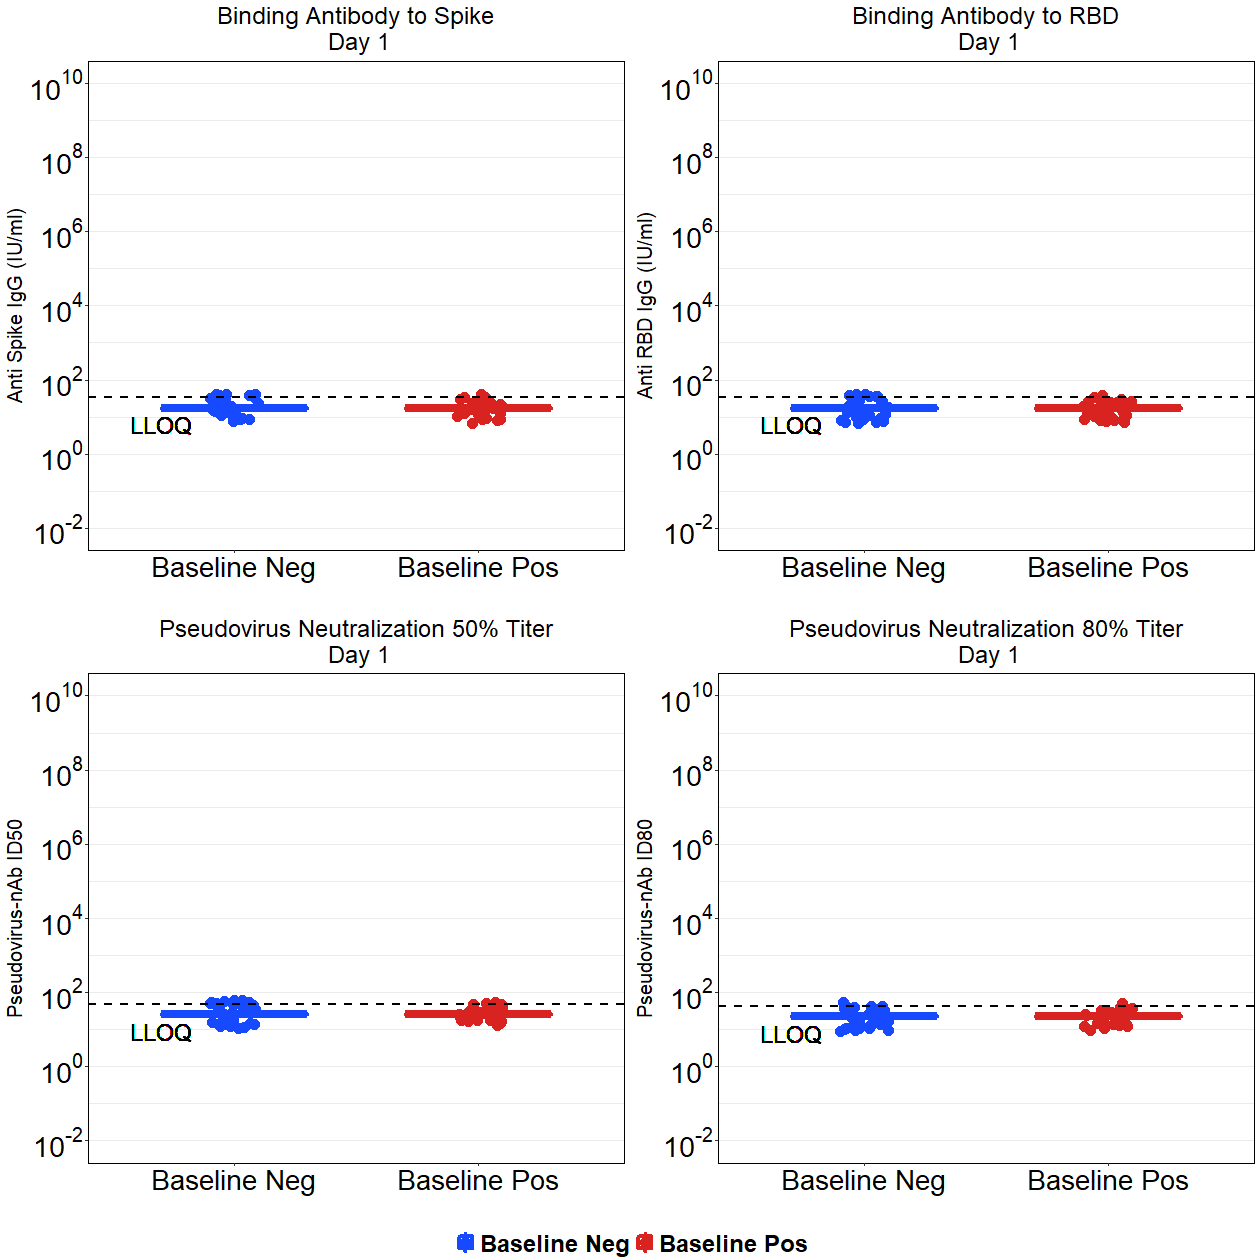 Binding Antibody to Spike
Day 1
Anti Spike IgG (IU/ml)
10^10
10^8
10^6
10^4
10^2
10^0
10^-2
LLOQ
Baseline Neg Baseline Pos
Binding Antibody to RBD
Day 1
Anti RBD IgG (IU/ml)
10^10
10^8
10^6
10^4
10^2
10^0
10^-2
LLOQ
Baseline Neg Baseline Pos
Pseudovirus Neutralization 50% Titer
Day 1
Pseudovirus-nAb ID50
10^10
10^8
10^6
10^4
10^2
10^0
10^-2
LLOQ
Baseline Neg Baseline Pos
Pseudovirus Neutralization 80% Titer
Day 1
Pseudovirus-nAb ID80
10^10
10^8
10^6
10^4
10^2
10^0
10^-2
LLOQ
Baseline Neg Baseline Pos
Baseline Neg Baseline Pos